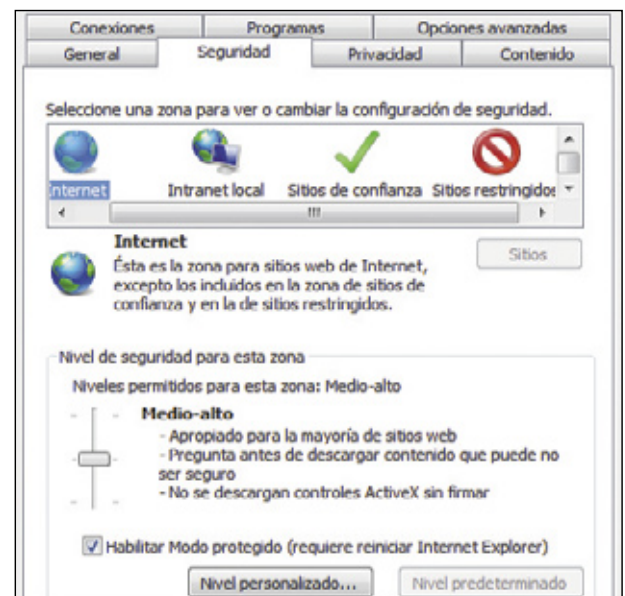 Conexiones Programas Opciones avanzadas
General Seguridad Privacidad Contenido
Seleccione una zona para ver o cambiar la configuración de seguridad.
Internet Intranet local Sitios de confianza Sitios restringidos
Internet
Ésta es la zona para sitios web de Internet,
excepto los incluidos en la zona de sitios de
confianza y en la de sitios restringidos.
Sitios
Nivel de seguridad para esta zona
Niveles permitidos para esta zona: Medio-alto
Medio-alto
- Apropiado para la mayoría de sitios web
- Pregunta antes de descargar contenido que puede no
ser seguro
- No se descargan controles ActiveX sin firmar
Habilitar Modo protegido (requiere reiniciar Internet Explorer)
Nivel personalizado... Nivel predeterminado